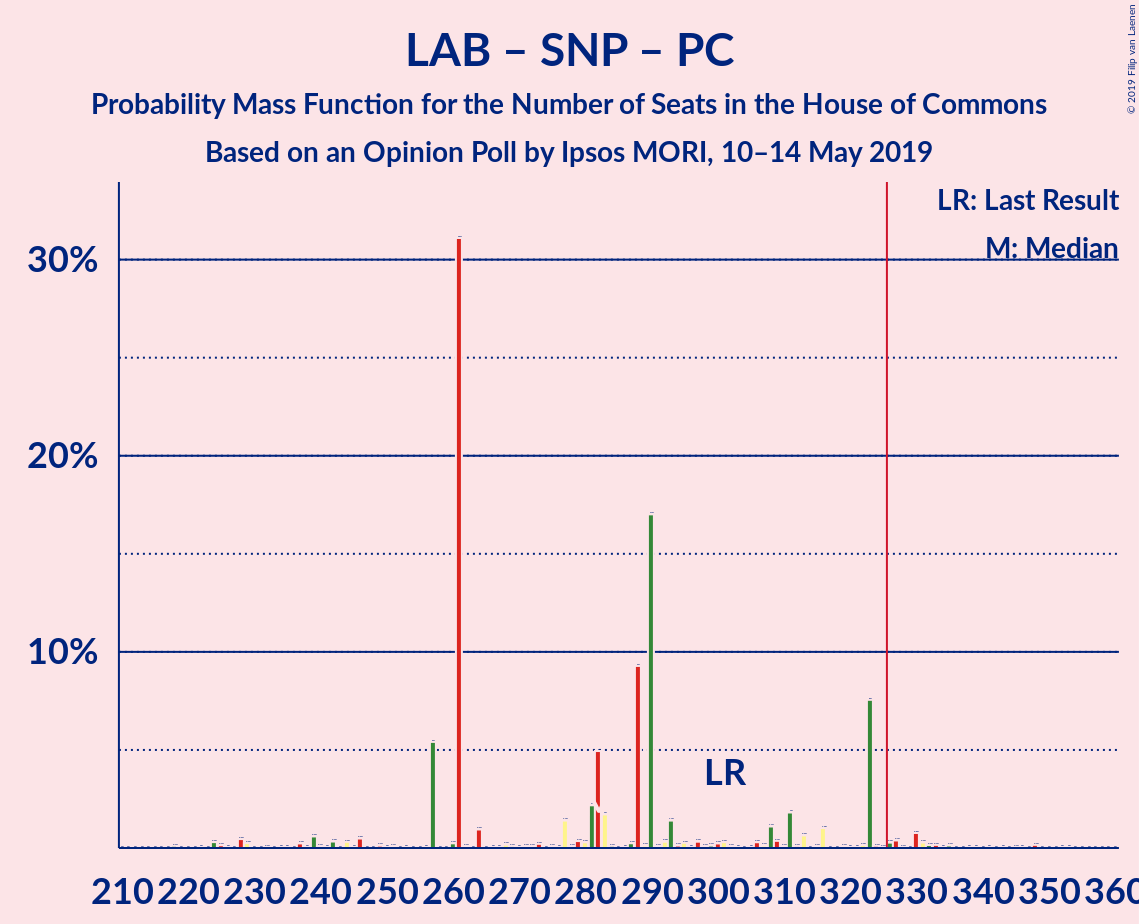 LAB – SNP – PC
Probability Mass Function for the Number of Seats in the House of Commons
Based on an Opinion Poll by Ipsos MORI, 10–14 May 2019
© 2019 Filip van Laenen
LR: Last Result
M: Median
30%
20%
10%
LR
210 220 230 240 250 260 270 280 290 300 310 320 330 340 350 360